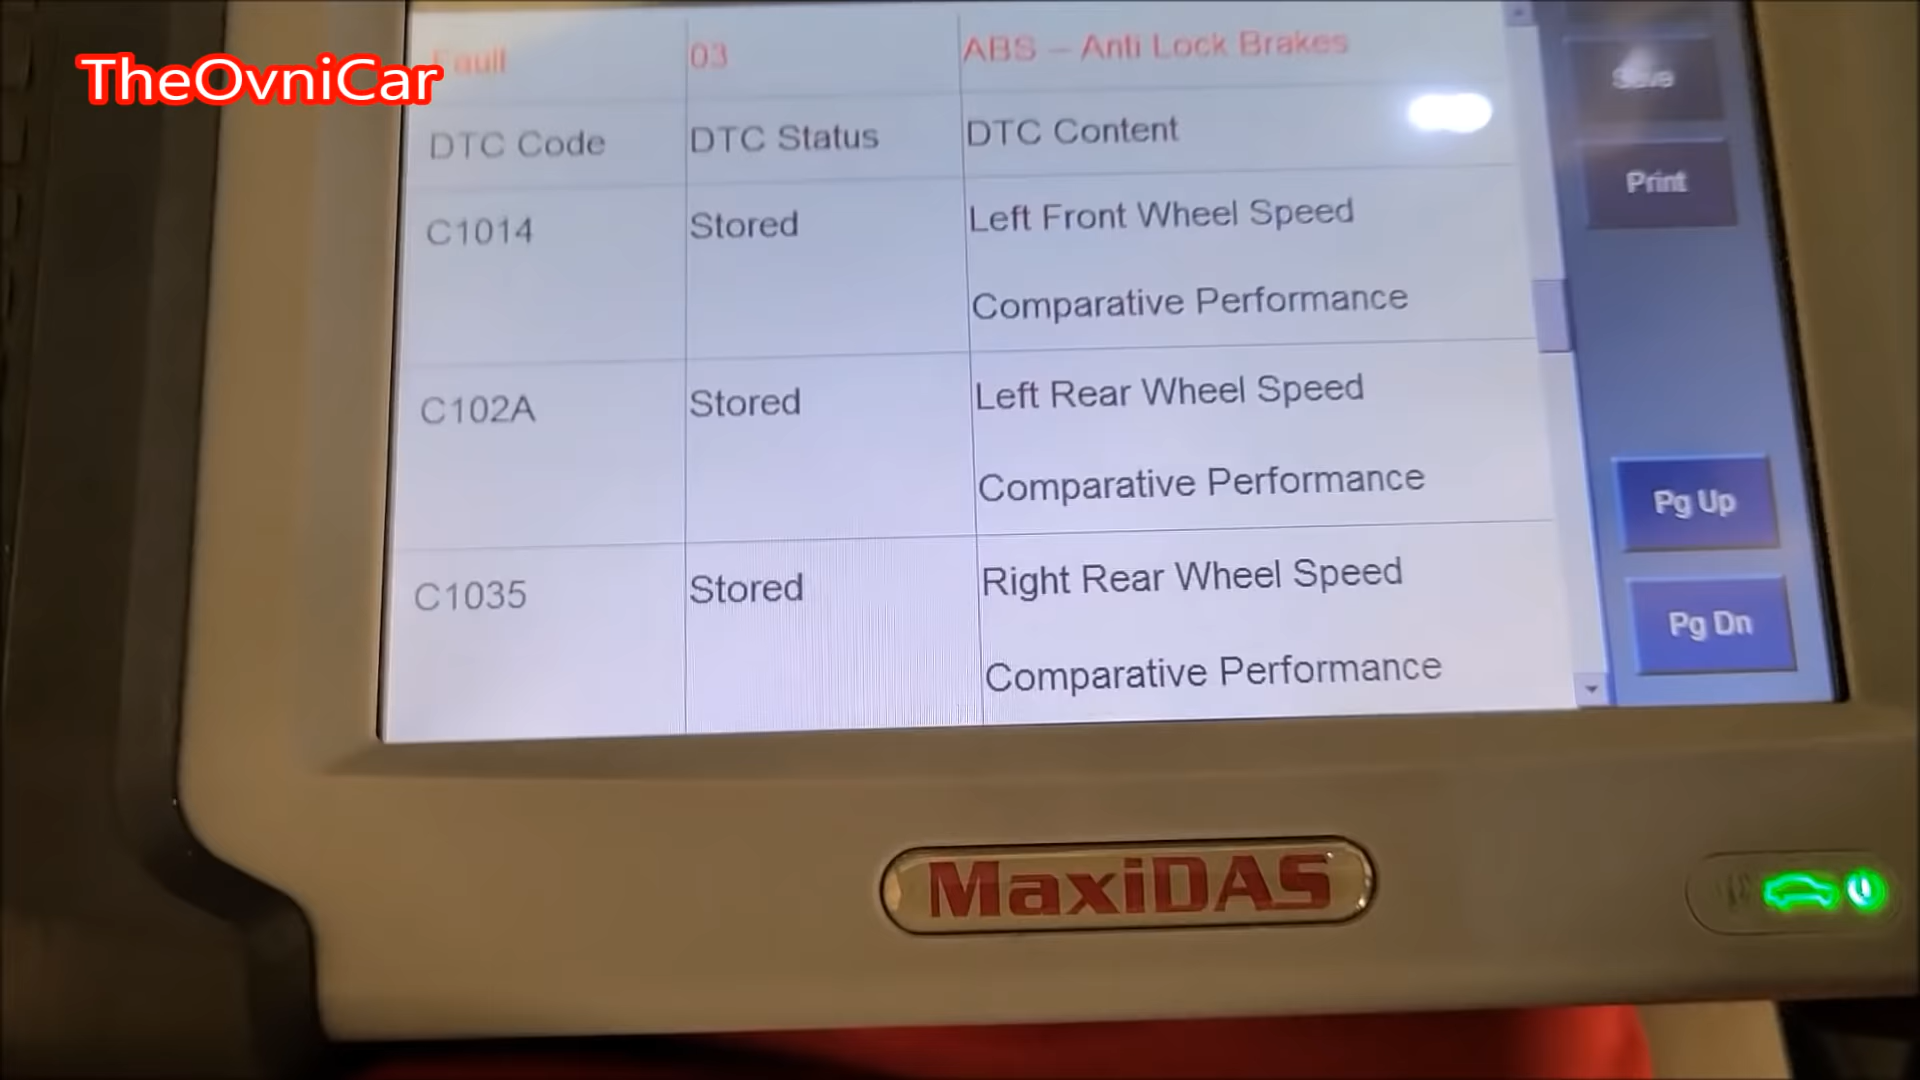 TheOvniCar
Fault 03 ABS – Anti Lock Brakes
DTC Code DTC Status DTC Content
C1014 Stored Left Front Wheel Speed
Comparative Performance
C102A Stored Left Rear Wheel Speed
Comparative Performance
C1035 Stored Right Rear Wheel Speed
Comparative Performance
Save
Print
Pg Up
Pg Dn
MaxiDAS